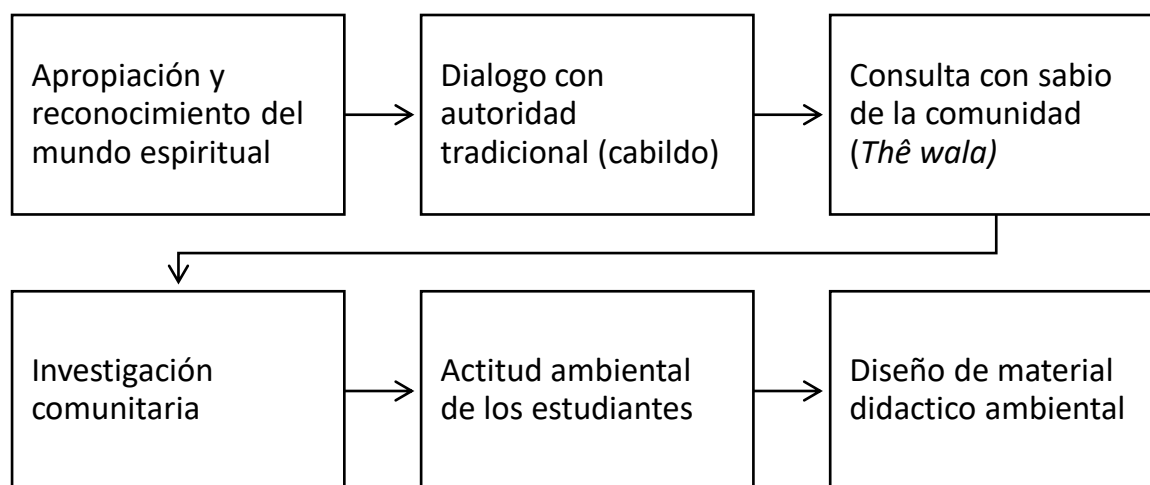 Apropiación y
reconocimiento del
mundo espiritual
Dialogo con
autoridad
tradicional (cabildo)
Consulta con sabio
de la comunidad
(Thê wala)
Investigación
comunitaria
Actitud ambiental
de los estudiantes
Diseño de material
didactico ambiental